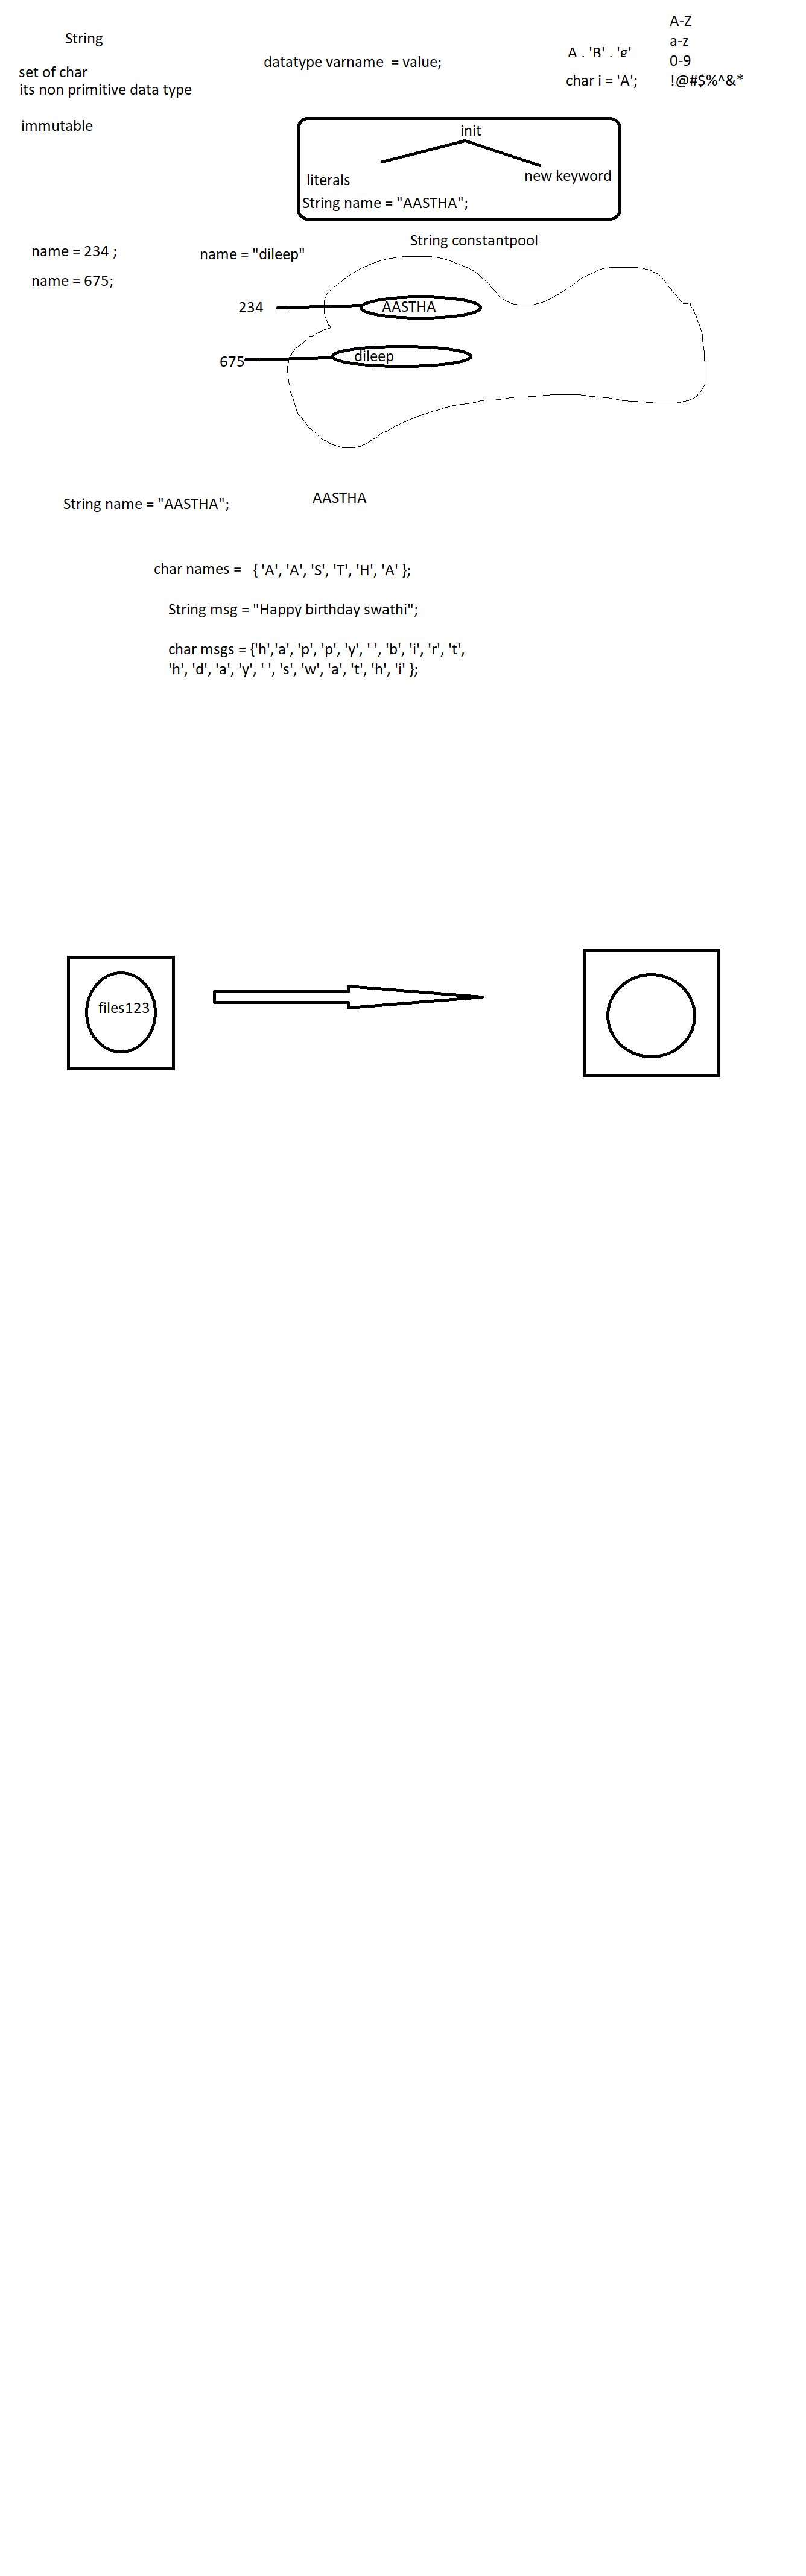 String
set of char
its non primitive data type
immutable
datatype varname = value;
A , 'B' , 'g'
char i = 'A';
A-Z
a-z
0-9
!@#$%^&*
init
literals
new keyword
String name = "AASTHA";
String constantpool
name = 234 ;
name = 675;
name = "dileep"
234
AASTHA
675
dileep
String name = "AASTHA";
AASTHA
char names = { 'A', 'A', 'S', 'T', 'H', 'A' };
String msg = "Happy birthday swathi";
char msgs = {'h','a', 'p', 'p', 'y', ' ', 'b', 'i', 'r', 't',
'h', 'd', 'a', 'y', ' ', 's', 'w', 'a', 't', 'h', 'i' };
files123